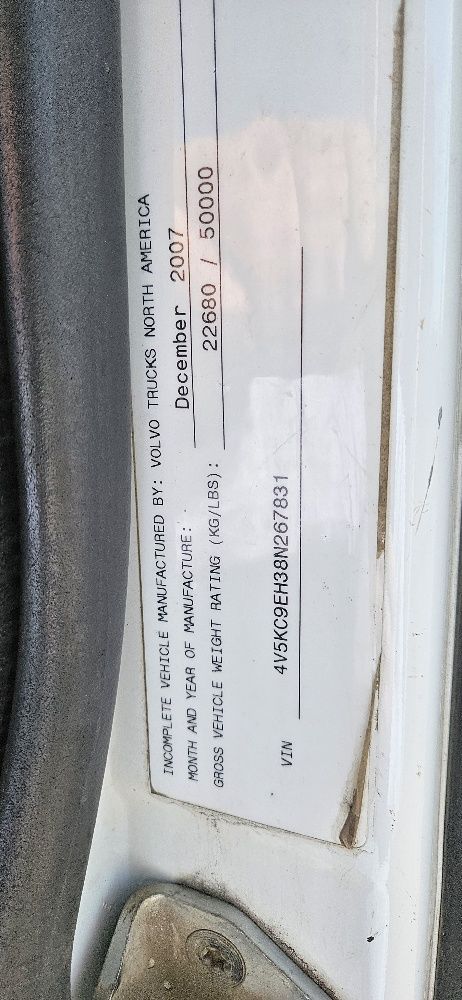 INCOMPLETE VEHICLE MANUFACTURED BY: VOLVO TRUCKS NORTH AMERICA
MONTH AND YEAR OF MANUFACTURE: December 2007
GROSS VEHICLE WEIGHT RATING (KG/LBS): 22680 / 50000
VIN 4V5KC9EH38N267831